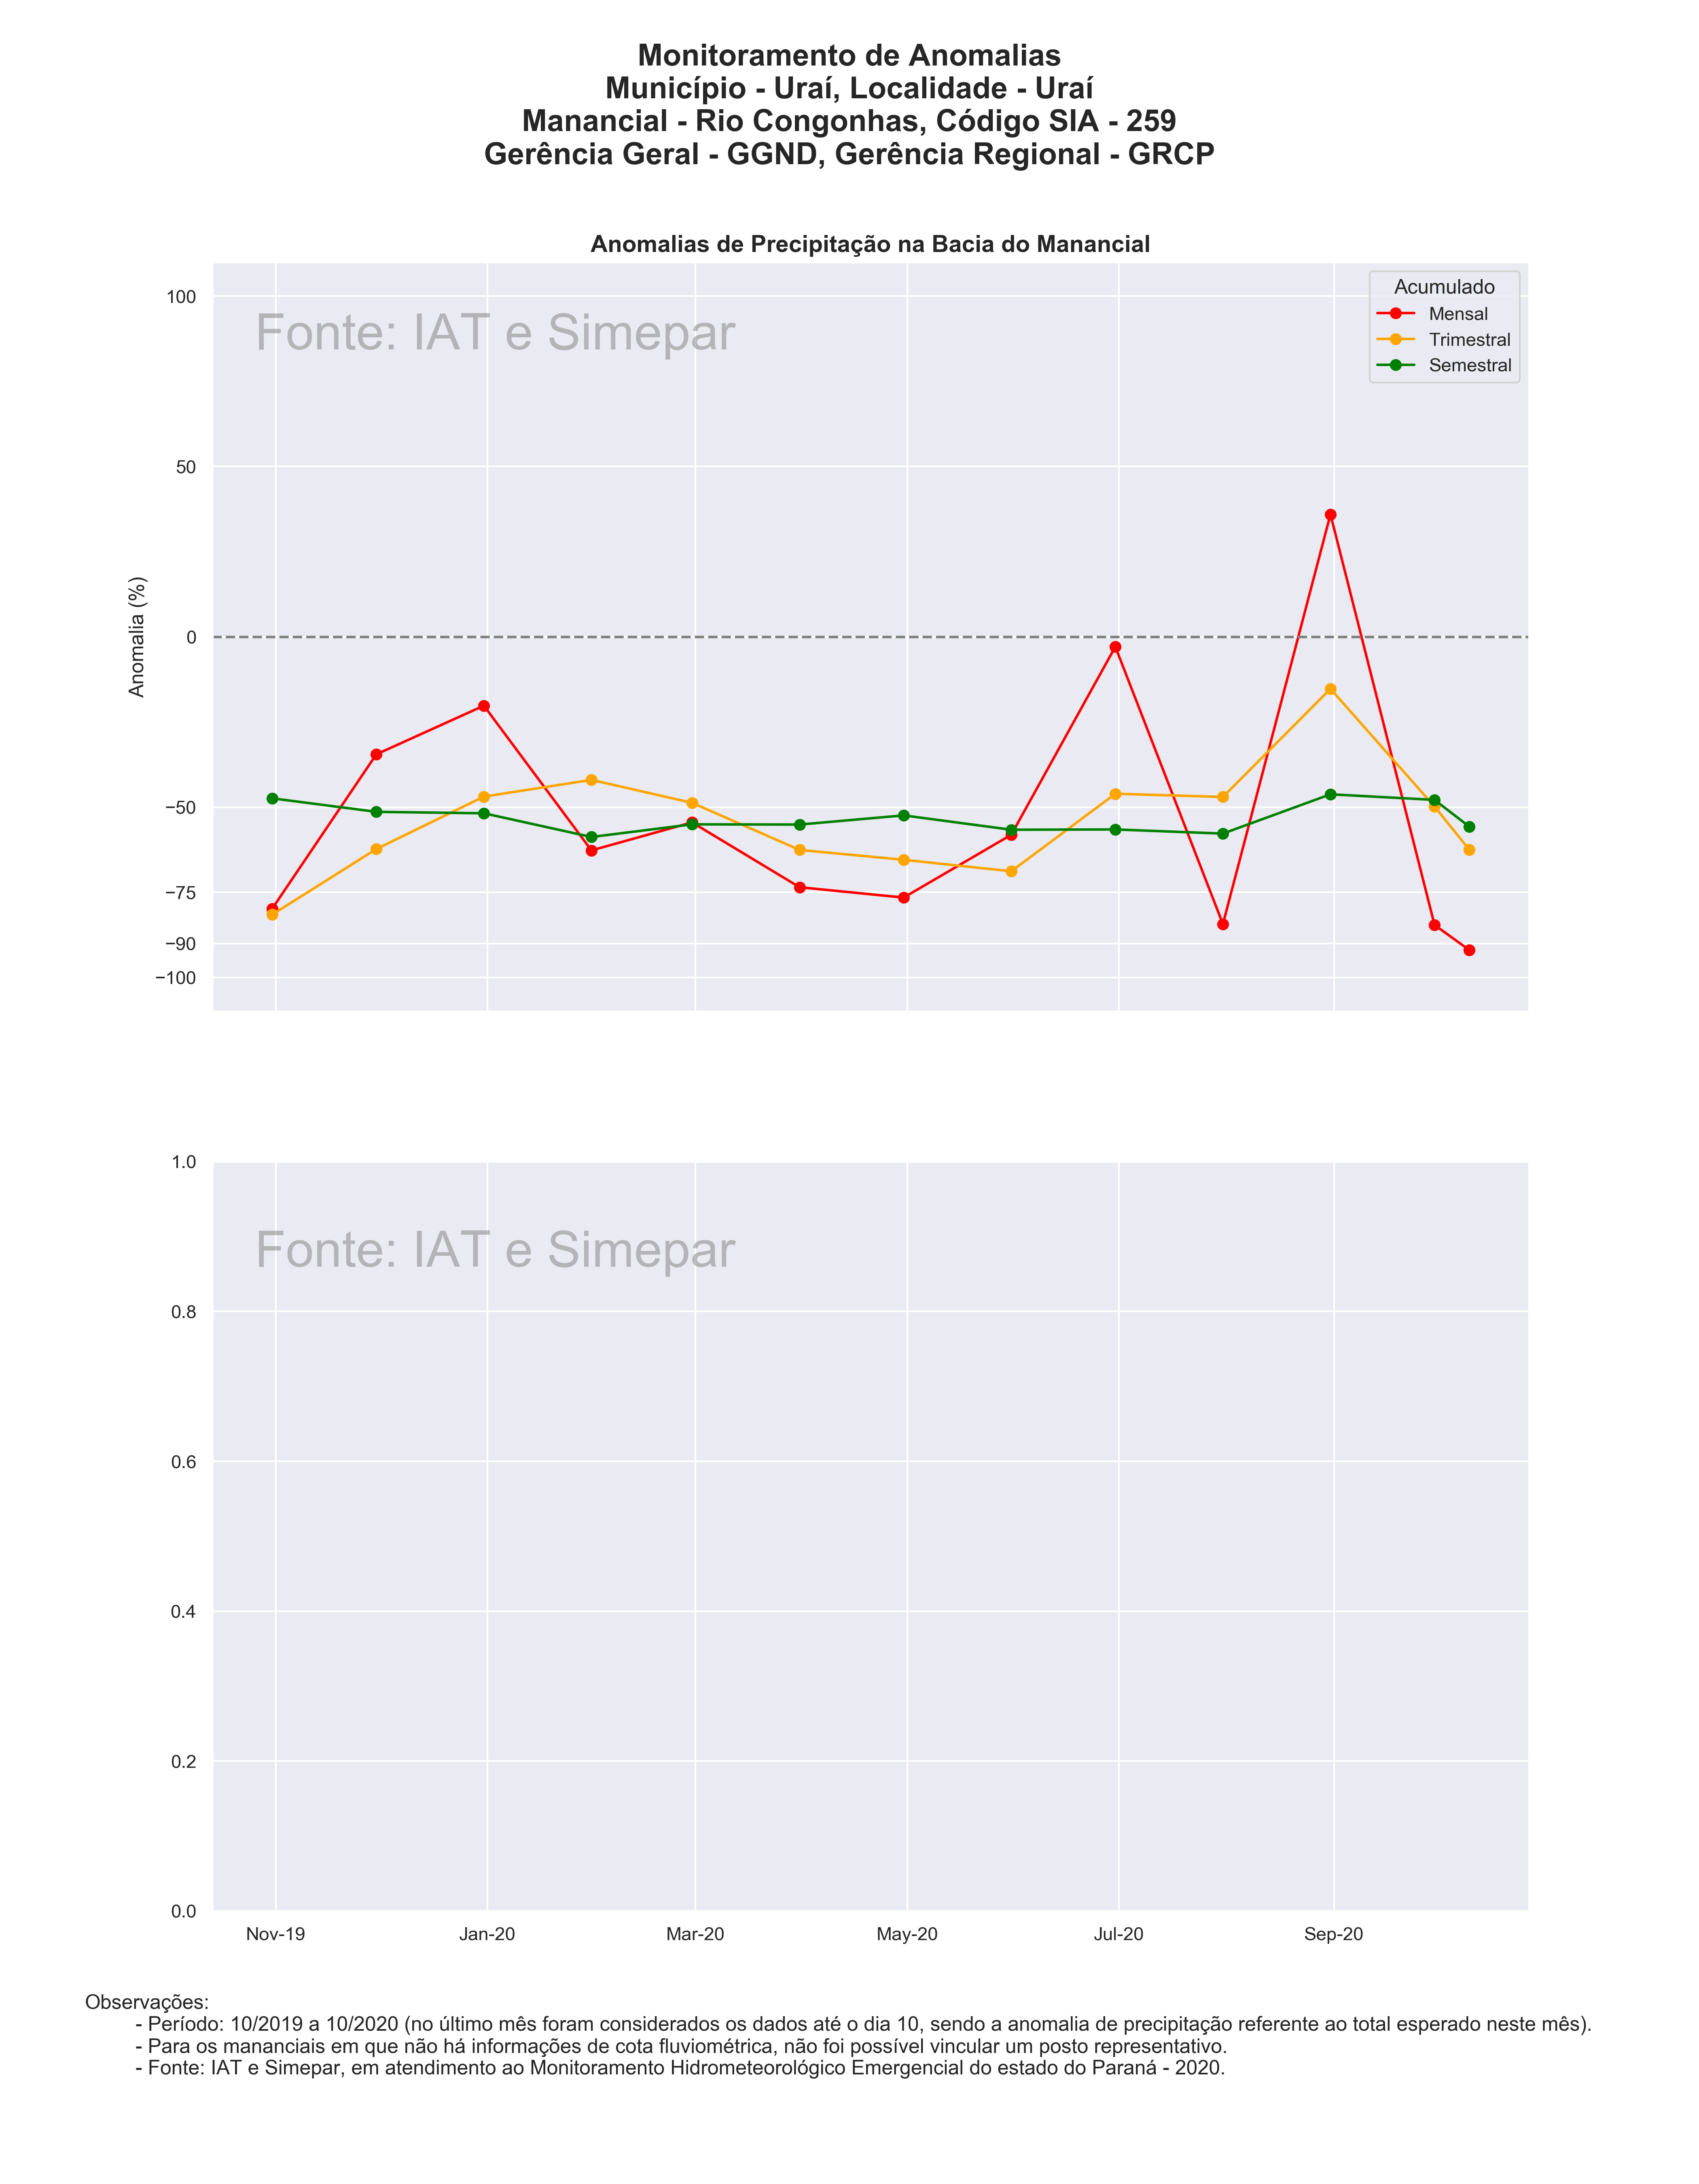 Monitoramento de Anomalias
Município - Uraí, Localidade - Uraí
Manancial - Rio Congonhas, Código SIA - 259
Gerência Geral - GGND, Gerência Regional - GRCP
Anomalias de Precipitação na Bacia do Manancial
Fonte: IAT e Simepar
Acumulado
Mensal
Trimestral
Semestral
Anomalia (%)
100
50
0
−50
−75
−90
−100
Fonte: IAT e Simepar
1.0
0.8
0.6
0.4
0.2
0.0
Nov-19 Jan-20 Mar-20 May-20 Jul-20 Sep-20
Observações:
- Período: 10/2019 a 10/2020 (no último mês foram considerados os dados até o dia 10, sendo a anomalia de precipitação referente ao total esperado neste mês).
- Para os mananciais em que não há informações de cota fluviométrica, não foi possível vincular um posto representativo.
- Fonte: IAT e Simepar, em atendimento ao Monitoramento Hidrometeorológico Emergencial do estado do Paraná - 2020.